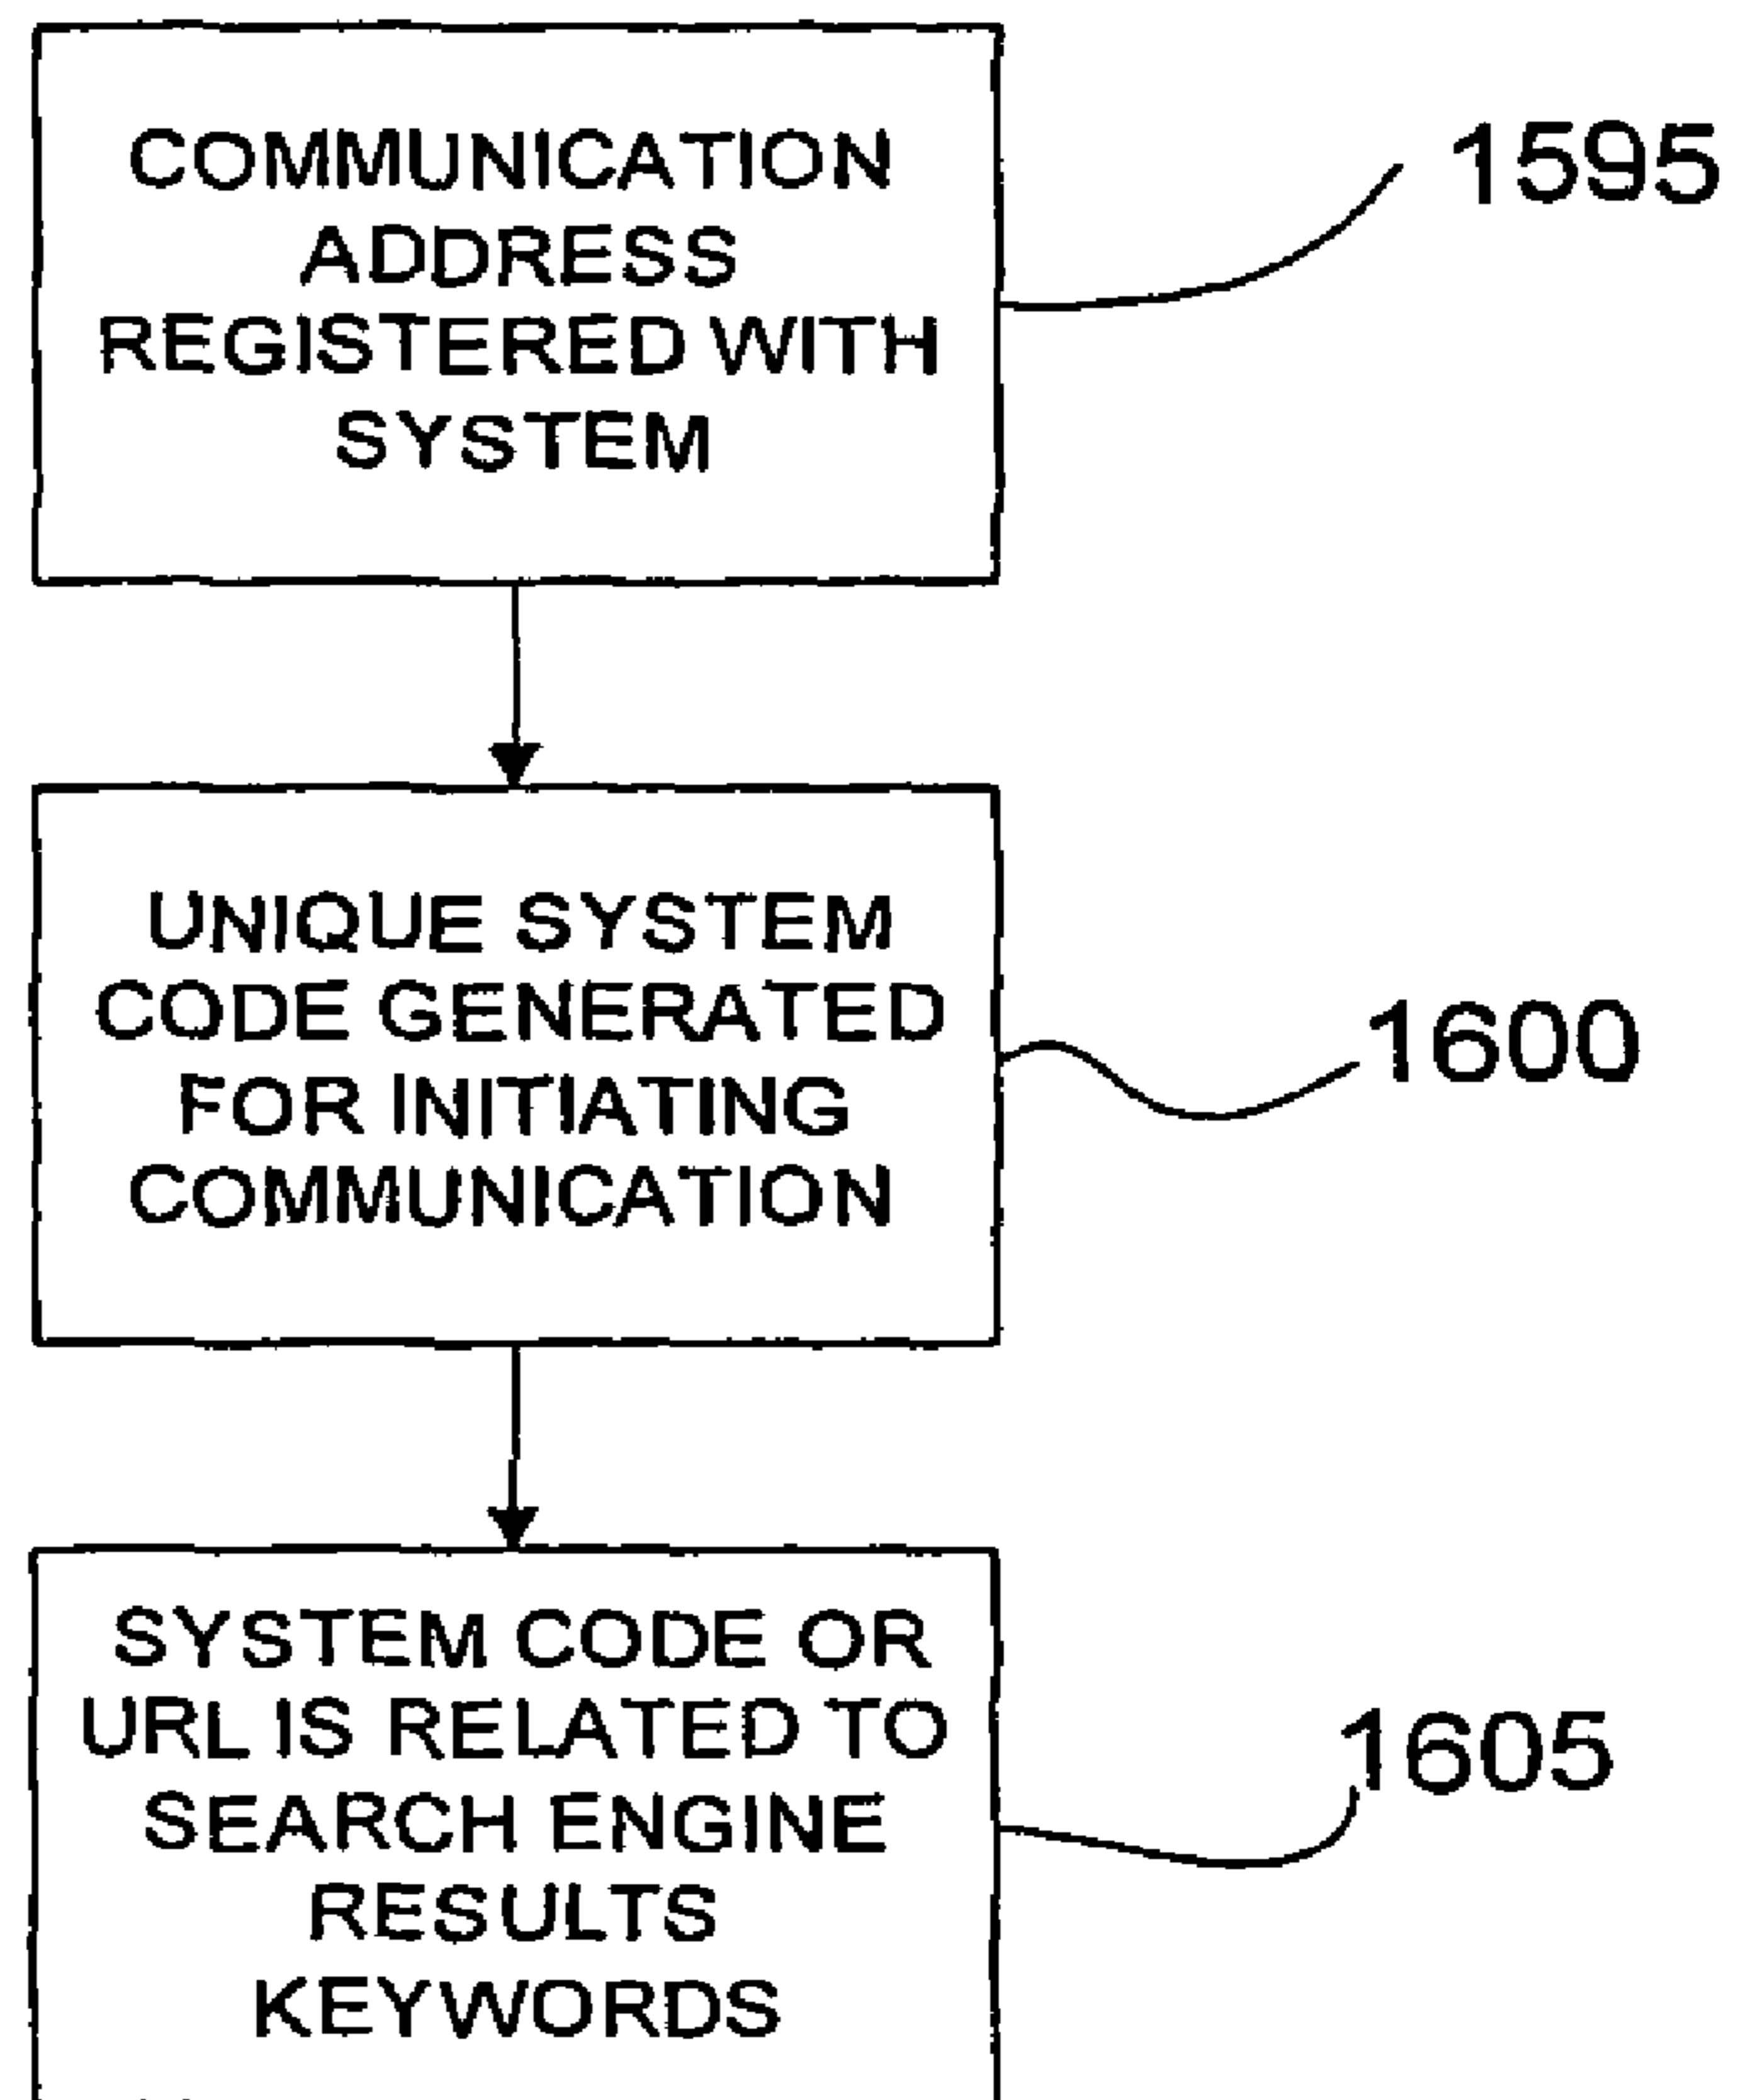 COMMUNICATION
ADDRESS
REGISTERED WITH
SYSTEM
1595
UNIQUE SYSTEM
CODE GENERATED
FOR INITIATING
COMMUNICATION
1600
SYSTEM CODE OR
URL IS RELATED TO
SEARCH ENGINE
RESULTS
KEYWORDS
1605